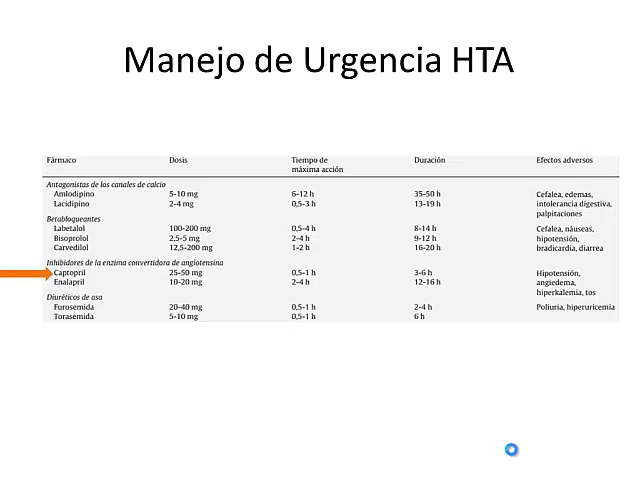 Manejo de Urgencia HTA
Fármaco Dosis Tiempo de máxima acción Duración Efectos adversos
Antagonistas de los canales de calcio
Amlodipino 5-10 mg 6-12 h 35-50 h Cefalea, edemas,
Lacidipino 2-4 mg 0,5-3 h 13-19 h intolerancia digestiva,
palpitaciones
Betabloqueantes
Labetalol 100-200 mg 0,5-4 h 8-14 h Cefalea, náuseas,
Bisoprolol 2,5-5 mg 2-4 h 9-12 h hipotensión,
Carvedilol 12,5-200 mg 1-2 h 16-20 h bradicardia, diarrea
Inhibidores de la enzima convertidora de angiotensina
Captopril 25-50 mg 0,5-1 h 3-6 h Hipotensión,
Enalapril 10-20 mg 2-4 h 12-16 h angiedema,
hiperkalemia, tos
Diuréticos de asa
Furosemida 20-40 mg 0,5-1 h 2-4 h Poliuria, hiperuricemia
Torasemida 5-10 mg 0,5-1 h 6 h